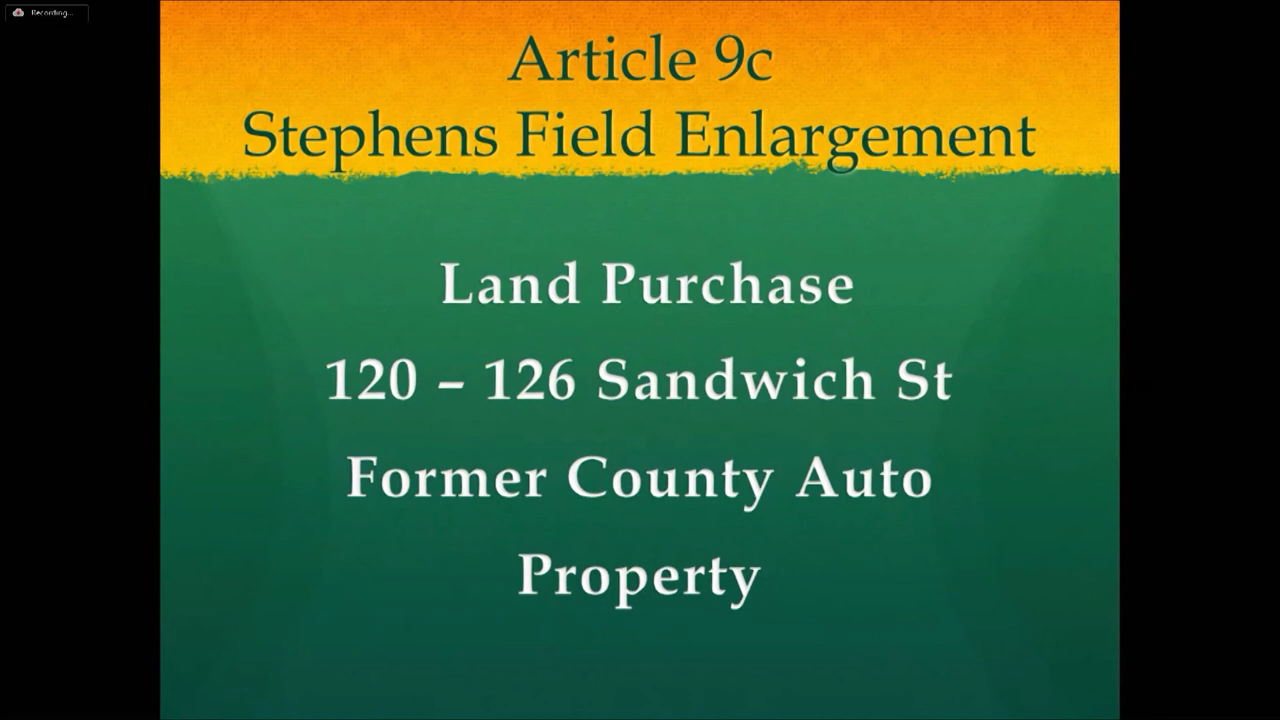 Recording...
Article 9c
Stephens Field Enlargement
Land Purchase
120 – 126 Sandwich St
Former County Auto
Property